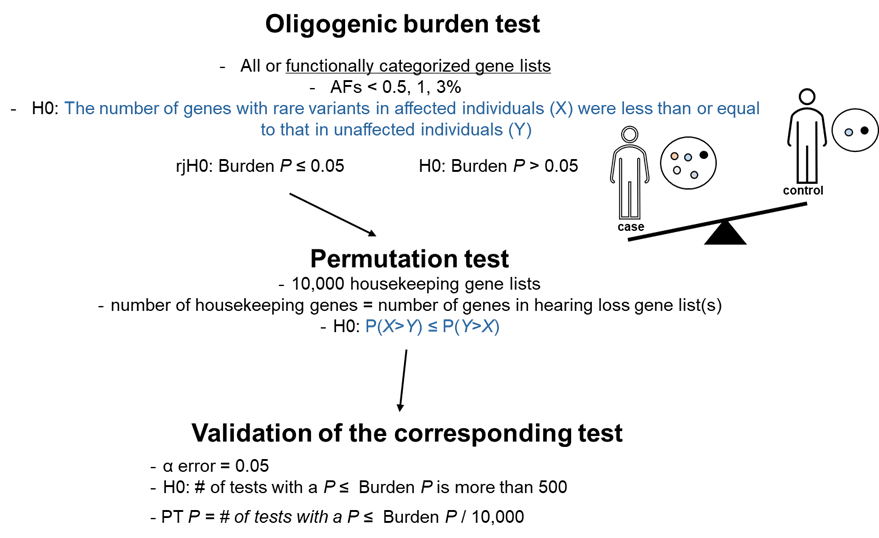 Oligogenic burden test
- All or functionally categorized gene lists
- AFs < 0.5, 1, 3%
- H0: The number of genes with rare variants in affected individuals (X) were less than or equal
to that in unaffected individuals (Y)
rjH0: Burden P ≤ 0.05 H0: Burden P > 0.05
control
case
Permutation test
- 10,000 housekeeping gene lists
- number of housekeeping genes = number of genes in hearing loss gene list(s)
- H0: P(X>Y) ≤ P(Y>X)
Validation of the corresponding test
- α error = 0.05
- H0: # of tests with a P ≤ Burden P is more than 500
- PT P = # of tests with a P ≤ Burden P / 10,000